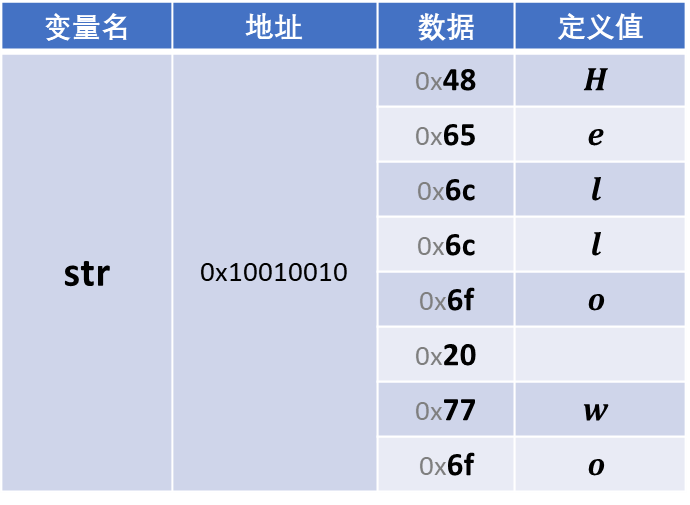 变量名 地址 数据 定义值
0x48 H
0x65 e
0x6c l
0x6c l
str 0x10010010
0x6f o
0x20
0x77 w
0x6f o